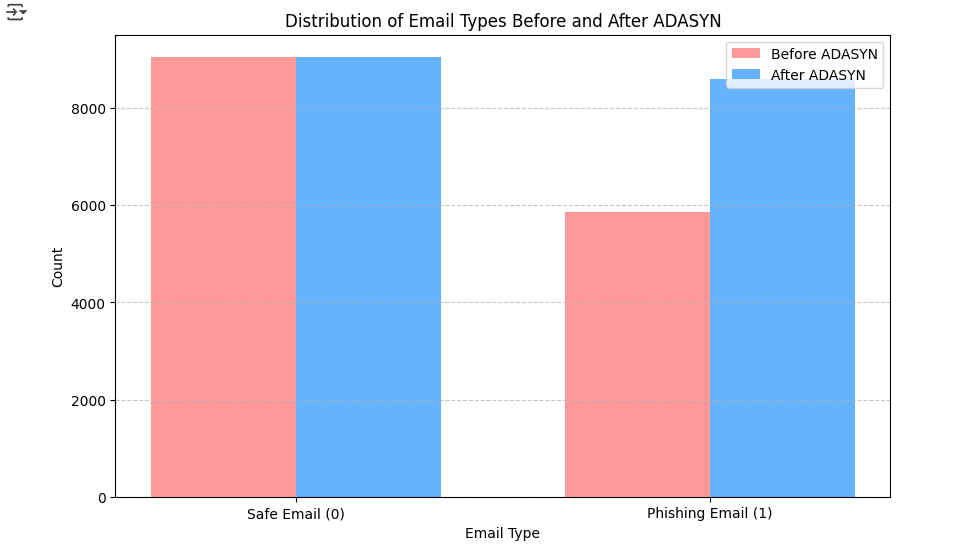 Distribution of Email Types Before and After ADASYN
Before ADASYN
After ADASYN
8000
6000
4000
2000
0
Count
Safe Email (0)
Phishing Email (1)
Email Type